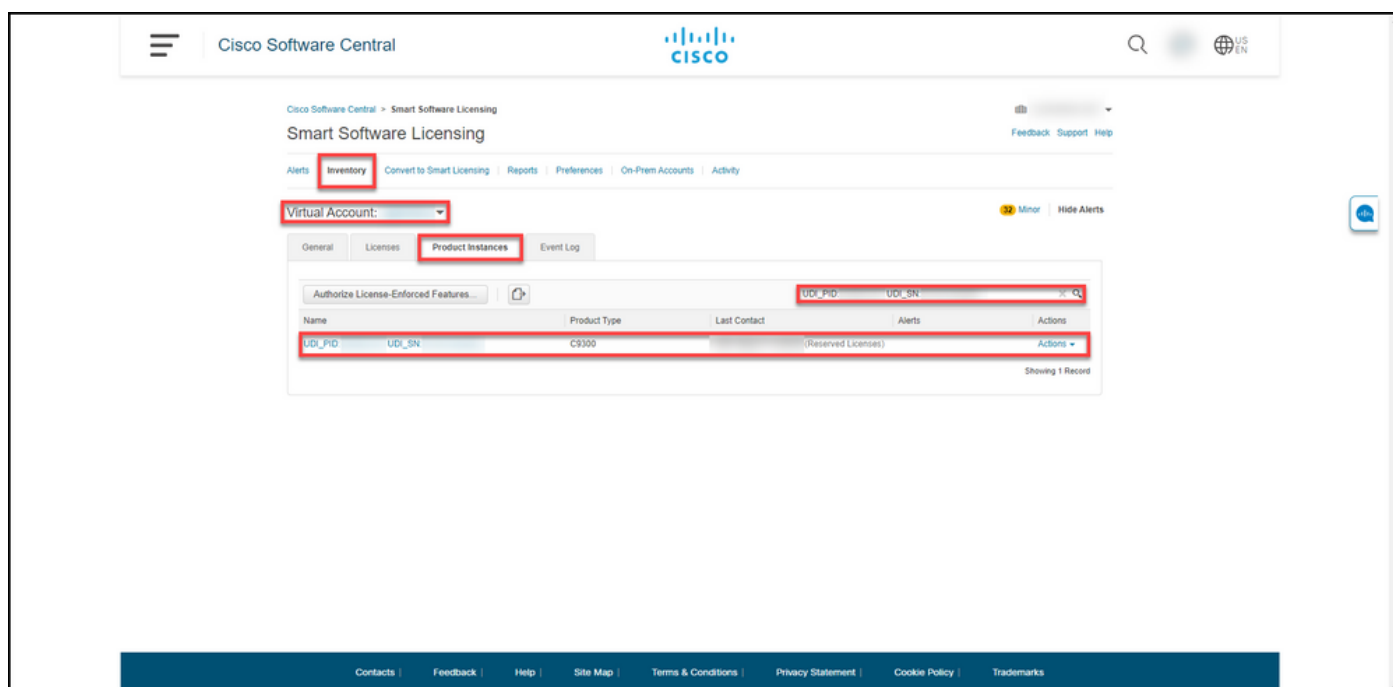 Cisco Software Central
CISCO
US
EN
Cisco Software Central > Smart Software Licensing
Smart Software Licensing
Feedback Support Help
Alerts Inventory Convert to Smart Licensing Reports Preferences On-Prem Accounts Activity
Virtual Account:
32 Minor Hide Alerts
General Licenses Product Instances Event Log
Authorize License-Enforced Features...
UDI_PID UDI_SN
Name Product Type Last Contact Alerts Actions
UDI_PID UDI_SN C9300 (Reserved Licenses) Actions
Showing 1 Record
Contacts | Feedback | Help | Site Map | Terms & Conditions | Privacy Statement | Cookie Policy | Trademarks